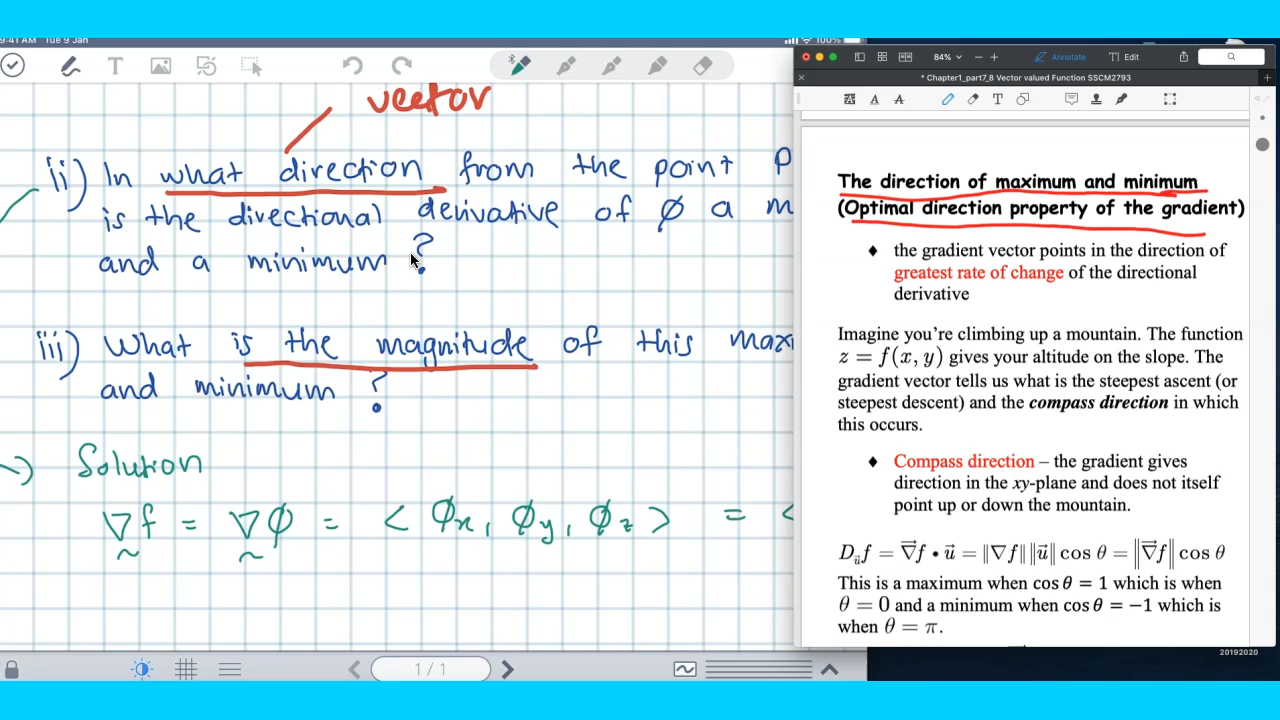 9:41 AM Tue 9 Jan
100%
vector
ii) In what direction from the point P
is the directional derivative of ϕ a m
and a minimum ?
iii) What is the magnitude of this maxi
and minimum ?
Solution
∇f = ∇ϕ = < ϕx, ϕy, ϕz > = <
1/1
84%
Annotate
Edit
* Chapter1_part7_8 Vector valued Function SSCM2793
The direction of maximum and minimum
(Optimal direction property of the gradient)
♦ the gradient vector points in the direction of
greatest rate of change of the directional
derivative
Imagine you're climbing up a mountain. The function
z = f(x, y) gives your altitude on the slope. The
gradient vector tells us what is the steepest ascent (or
steepest descent) and the compass direction in which
this occurs.
♦ Compass direction – the gradient gives
direction in the xy-plane and does not itself
point up or down the mountain.
D_u⃗ f = ∇⃗f • u⃗ = ‖∇f‖‖u⃗‖ cos θ = ‖∇⃗f‖ cos θ
This is a maximum when cos θ = 1 which is when
θ = 0 and a minimum when cos θ = −1 which is
when θ = π.
20192020